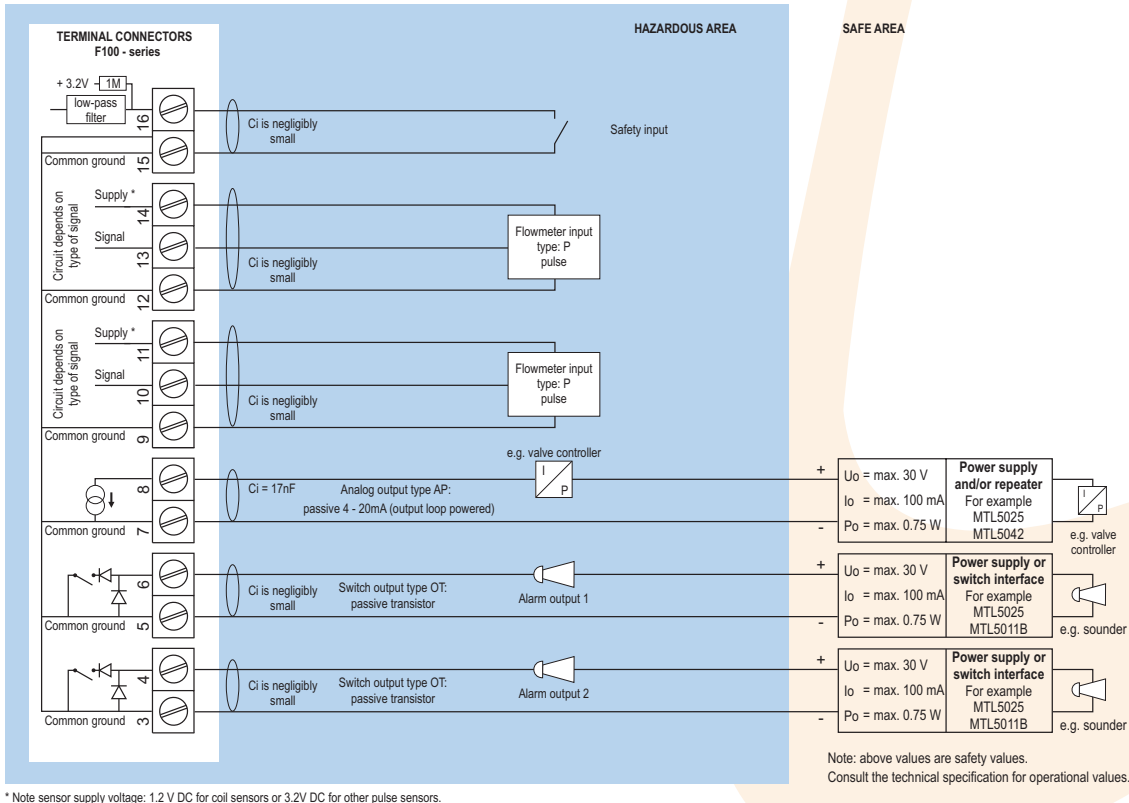 TERMINAL CONNECTORS
F100 - series
HAZARDOUS AREA
SAFE AREA
+ 3.2V
1M
low-pass
filter
16
Ci is negligibly
small
Safety input
Common ground
15
Circuit depends on
type of signal
Supply *
14
Signal
13
Flowmeter input
type: P
pulse
Ci is negligibly
small
Common ground
12
Circuit depends on
type of signal
Supply *
11
Signal
10
Flowmeter input
type: P
pulse
Ci is negligibly
small
Common ground
9
e.g. valve controller
I
P
8
Ci = 17nF
Analog output type AP:
passive 4 - 20mA (output loop powered)
Common ground
7
+
-
Uo = max. 30 V
Io = max. 100 mA
Po = max. 0.75 W
Power supply
and/or repeater
For example
MTL5025
MTL5042
I
P
e.g. valve
controller
6
Ci is negligibly
small
Switch output type OT:
passive transistor
Alarm output 1
Common ground
5
+
-
Uo = max. 30 V
Io = max. 100 mA
Po = max. 0.75 W
Power supply or
switch interface
For example
MTL5025
MTL5011B
e.g. sounder
4
Ci is negligibly
small
Switch output type OT:
passive transistor
Alarm output 2
Common ground
3
+
-
Uo = max. 30 V
Io = max. 100 mA
Po = max. 0.75 W
Power supply or
switch interface
For example
MTL5025
MTL5011B
e.g. sounder
Note: above values are safety values.
Consult the technical specification for operational values.
* Note sensor supply voltage: 1.2 V DC for coil sensors or 3.2V DC for other pulse sensors.